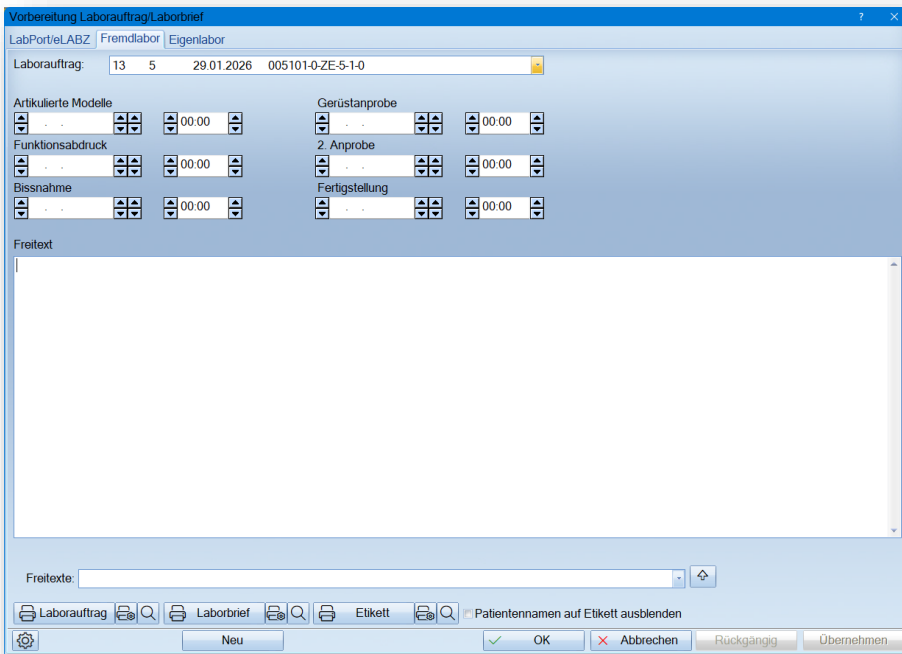 Vorbereitung Laborauftrag/Laborbrief ?
LabPort/eLABZ Fremdlabor Eigenlabor
Laborauftrag: 13 5 29.01.2026 005101-0-ZE-5-1-0
Artikulierte Modelle Gerüstanprobe
. . 00:00 . . 00:00
Funktionsabdruck 2. Anprobe
. . 00:00 . . 00:00
Bissnahme Fertigstellung
. . 00:00 . . 00:00
Freitext
Freitexte:
Laborauftrag Laborbrief Etikett Patientennamen auf Etikett ausblenden
Neu OK Abbrechen Rückgängig Übernehmen